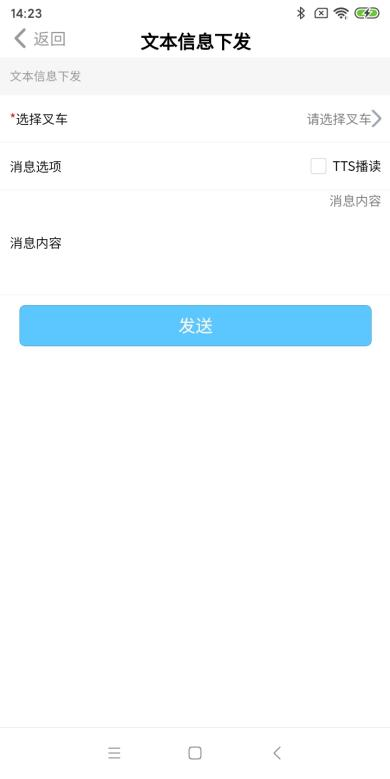 14:23
返回
文本信息下发
文本信息下发
*选择叉车 请选择叉车
消息选项 TTS播读
消息内容
消息内容
发送